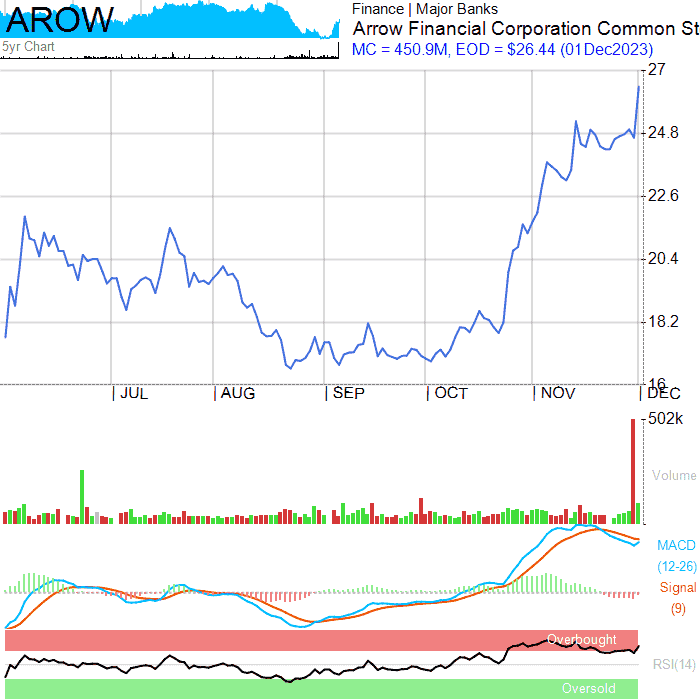 AROW
5yr Chart
Finance | Major Banks
Arrow Financial Corporation Common St
MC = 450.9M, EOD = $26.44 (01Dec2023)
27
24.8
22.6
20.4
18.2
16
JUL
AUG
SEP
OCT
NOV
DEC
502k
Volume
MACD
(12-26)
Signal
(9)
Overbought
RSI(14)
Oversold